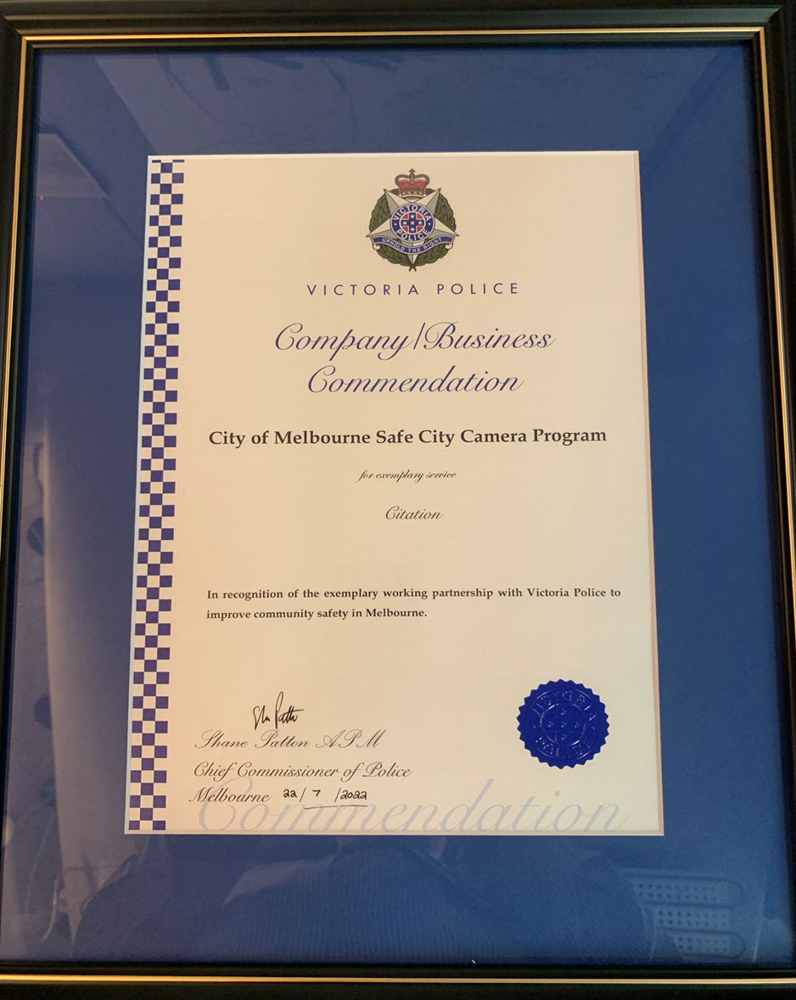 VICTORIA
POLICE
UPHOLD THE RIGHT
VICTORIA POLICE
Company/Business
Commendation
City of Melbourne Safe City Camera Program
for exemplary service
Citation
In recognition of the exemplary working partnership with Victoria Police to
improve community safety in Melbourne.
Shane Patton APM
Chief Commissioner of Police
Melbourne 22/ 7 /2022
Commendation
VICTORIA
POLICE